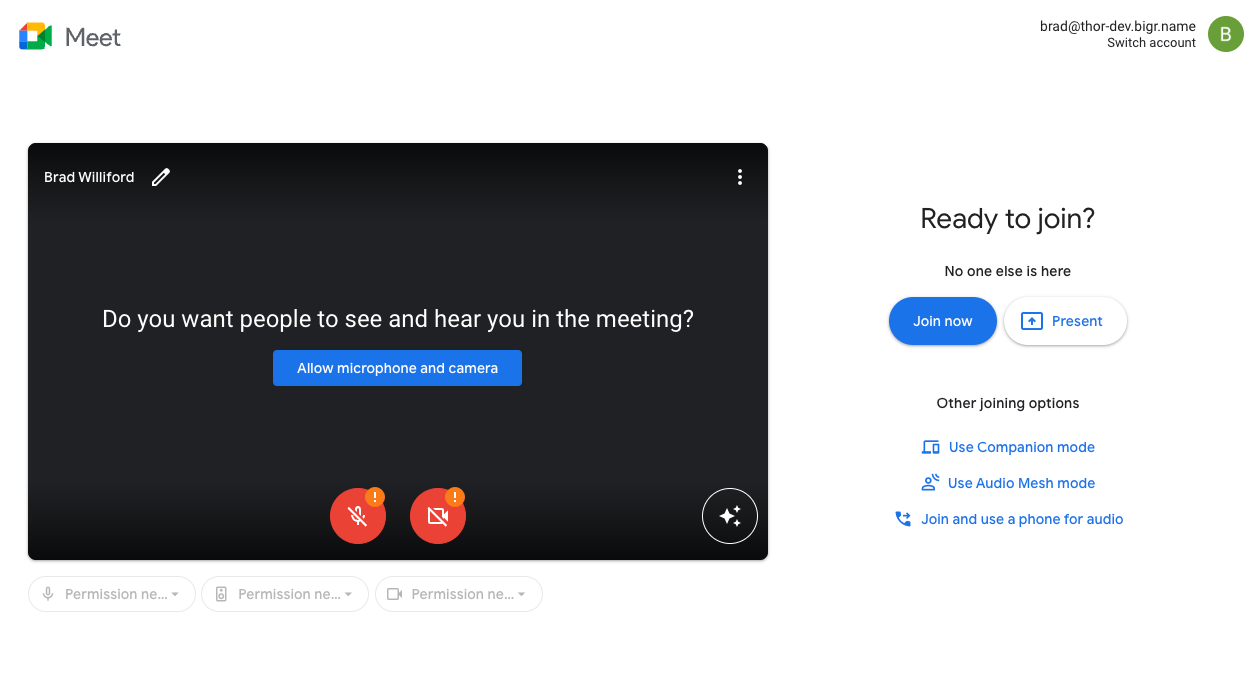 Meet
brad@thor-dev.bigr.name
Switch account
B
Brad Williford
Do you want people to see and hear you in the meeting?
Allow microphone and camera
!
!
Permission ne...
Permission ne...
Permission ne...
Ready to join?
No one else is here
Join now
Present
Other joining options
Use Companion mode
Use Audio Mesh mode
Join and use a phone for audio